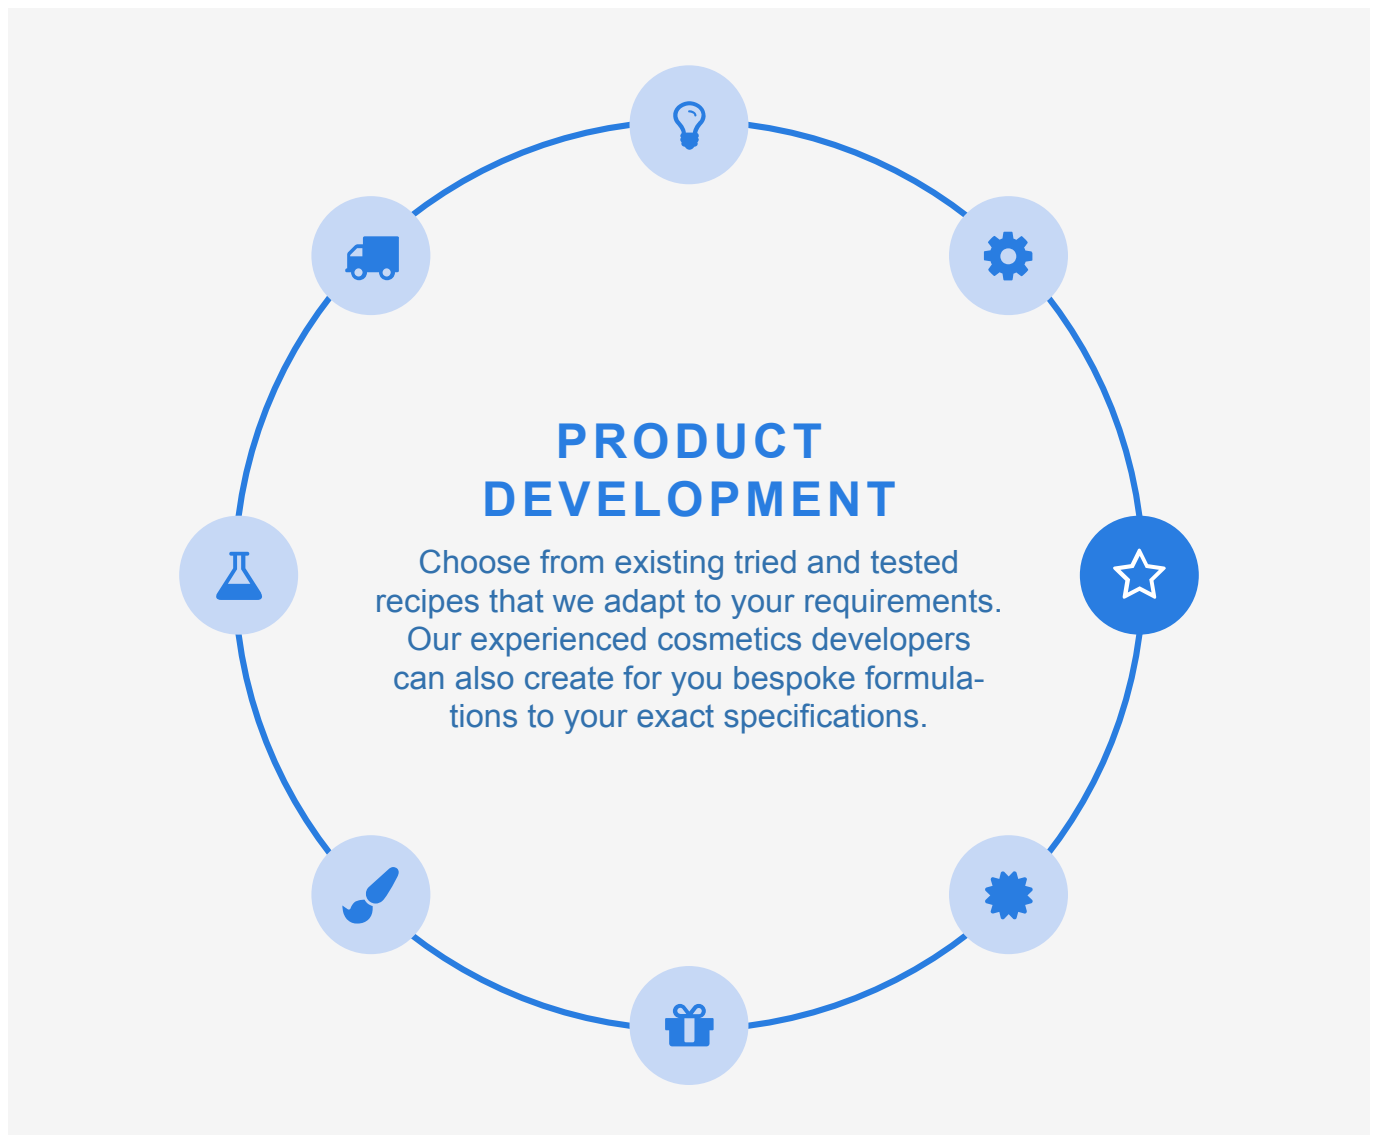 PRODUCT
DEVELOPMENT
Choose from existing tried and tested
recipes that we adapt to your requirements.
Our experienced cosmetics developers
can also create for you bespoke formula-
tions to your exact specifications.